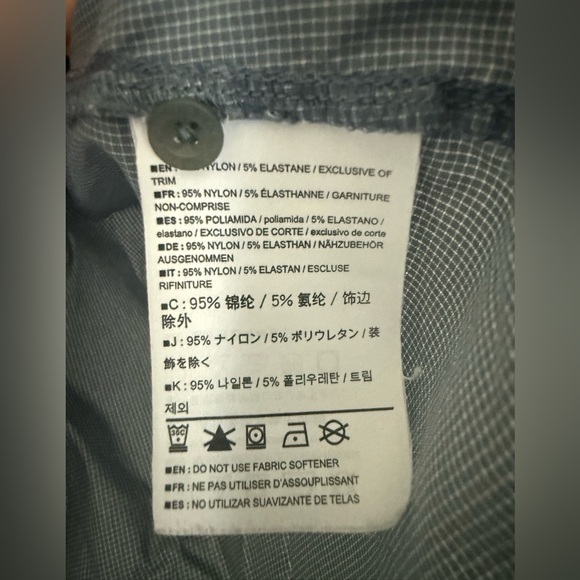 ■EN: NYLON / 5% ELASTANE / EXCLUSIVE OF
TRIM
■FR: 95% NYLON / 5% ÉLASTHANNE / GARNITURE
NON-COMPRISE
■ES: 95% POLIAMIDA / poliamida / 5% ELASTANO /
elastano / EXCLUSIVO DE CORTE / exclusivo de corte
■DE: 95% NYLON / 5% ELASTHAN / NÄHZUBEHÖR
AUSGENOMMEN
■IT: 95% NYLON / 5% ELASTAN / ESCLUSE
RIFINITURE
■C: 95% 锦纶 / 5% 氨纶 / 饰边
除外
■J: 95% ナイロン / 5% ポリウレタン / 装
飾を除く
■K: 95% 나일론 / 5% 폴리우레탄 / 트림
제외
30C
■EN: DO NOT USE FABRIC SOFTENER
■FR: NE PAS UTILISER D'ASSOUPLISSANT
■ES: NO UTILIZAR SUAVIZANTE DE TELAS